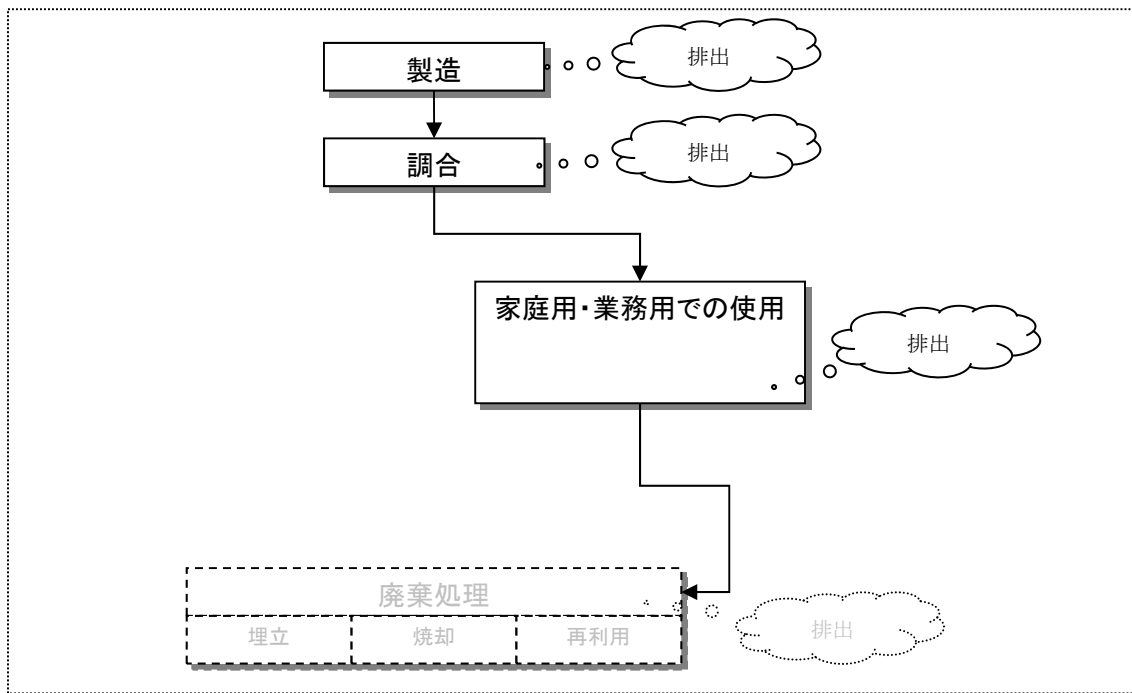 製造
排出
調合
排出
家庭用・業務用での使用
排出
廃棄処理
埋立
焼却
再利用
排出